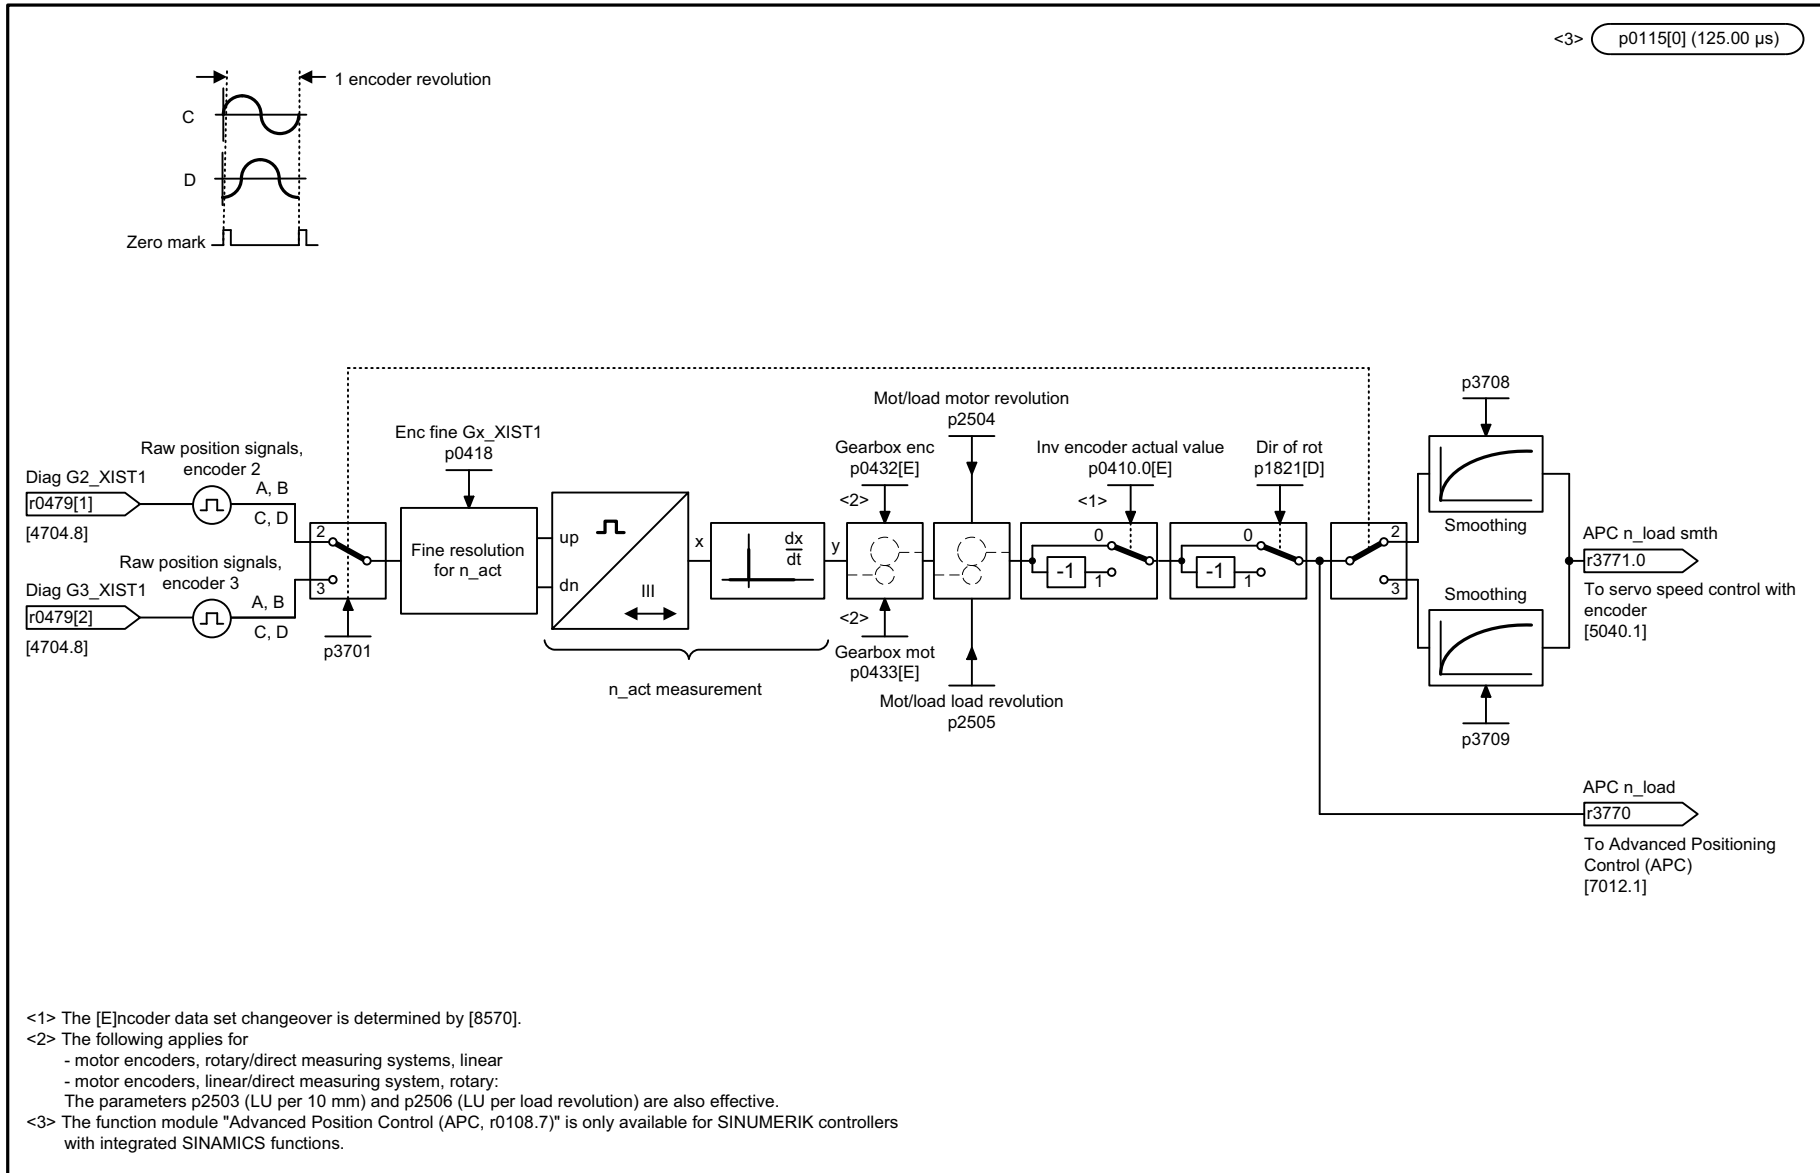 <3> p0115[0] (125.00 µs)
1 encoder revolution
C
D
Zero mark
p3708
Mot/load motor revolution
p2504
Enc fine Gx_XIST1
p0418
Gearbox enc
p0432[E]
<2>
Inv encoder actual value
p0410.0[E]
<1>
Dir of rot
p1821[D]
Raw position signals,
encoder 2
Diag G2_XIST1
r0479[1]
[4704.8]
A, B
C, D
Raw position signals,
encoder 3
Diag G3_XIST1
r0479[2]
[4704.8]
A, B
C, D
2
3
p3701
Fine resolution
for n_act
up
dn
III
x
dx
dt
y
n_act measurement
<2>
Gearbox mot
p0433[E]
Mot/load load revolution
p2505
0
-1
1
0
-1
1
2
3
Smoothing
Smoothing
p3709
APC n_load smth
r3771.0
To servo speed control with
encoder
[5040.1]
APC n_load
r3770
To Advanced Positioning
Control (APC)
[7012.1]
<1> The [E]ncoder data set changeover is determined by [8570].
<2> The following applies for
- motor encoders, rotary/direct measuring systems, linear
- motor encoders, linear/direct measuring system, rotary:
The parameters p2503 (LU per 10 mm) and p2506 (LU per load revolution) are also effective.
<3> The function module "Advanced Position Control (APC, r0108.7)" is only available for SINUMERIK controllers
with integrated SINAMICS functions.